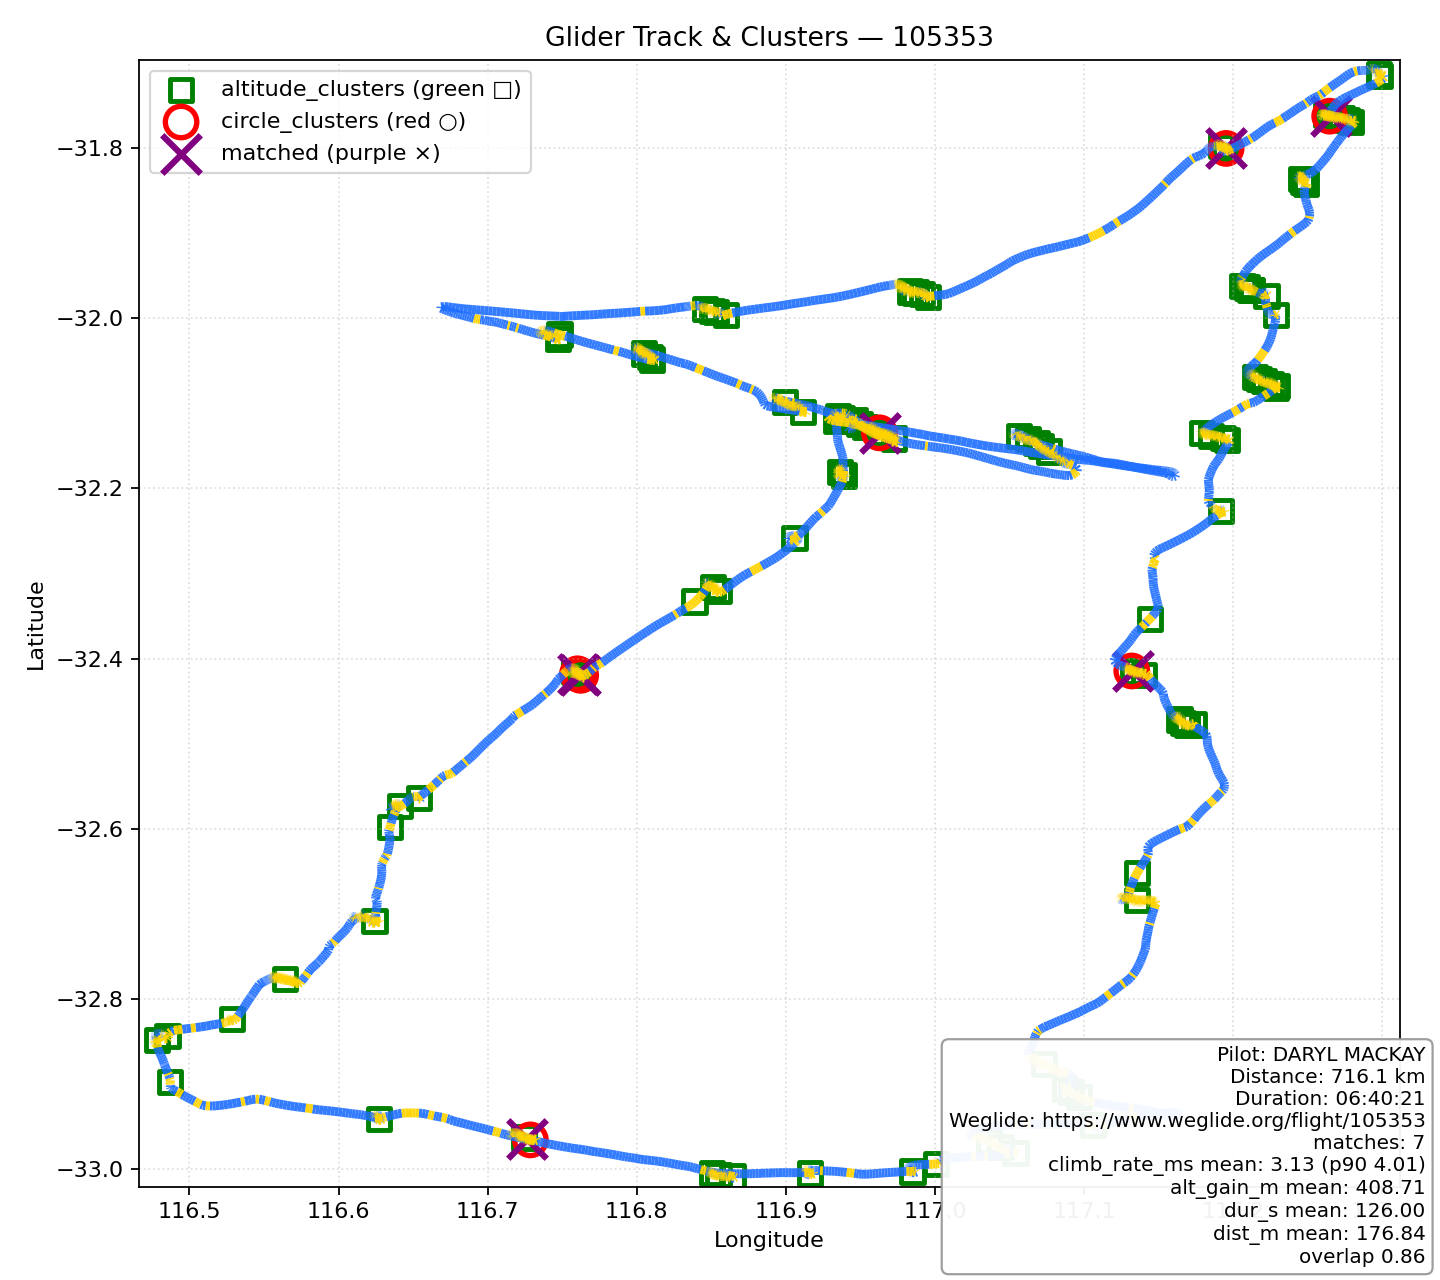 Glider Track & Clusters — 105353
altitude_clusters (green □)
circle_clusters (red ○)
matched (purple ×)
−31.8
−32.0
−32.2
−32.4
−32.6
−32.8
−33.0
Latitude
116.5
116.6
116.7
116.8
116.9
117.0
117.1
Longitude
Pilot: DARYL MACKAY
Distance: 716.1 km
Duration: 06:40:21
Weglide: https://www.weglide.org/flight/105353
matches: 7
climb_rate_ms mean: 3.13 (p90 4.01)
alt_gain_m mean: 408.71
dur_s mean: 126.00
dist_m mean: 176.84
overlap 0.86